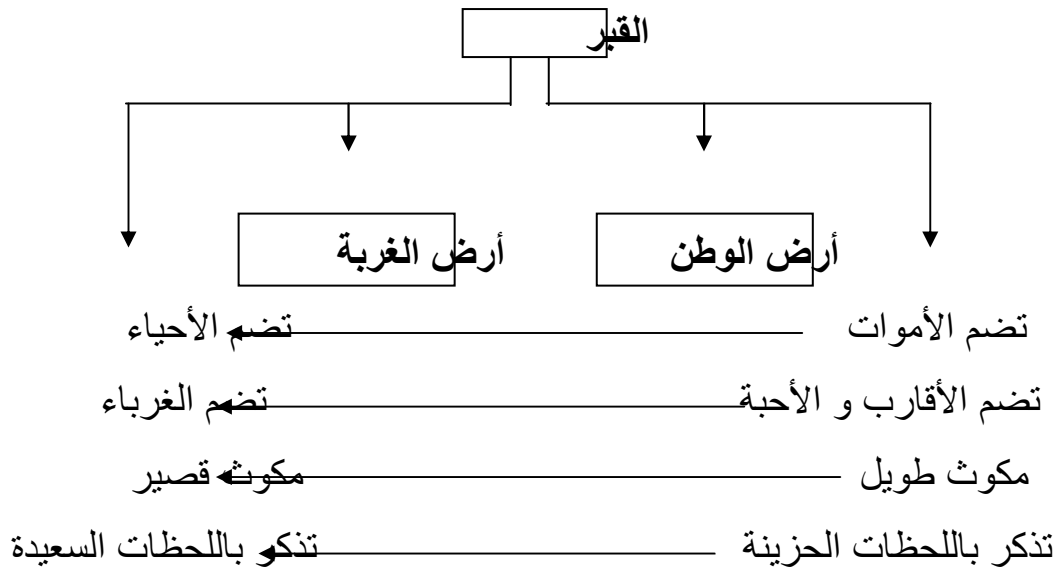 القبر
أرض الوطن أرض الغربة
تضم الأموات تضم الأحياء
تضم الأقارب و الأحبة تضم الغرباء
مكوث طويل مكوث قصير
تذكر باللحظات الحزينة تذكر باللحظات السعيدة